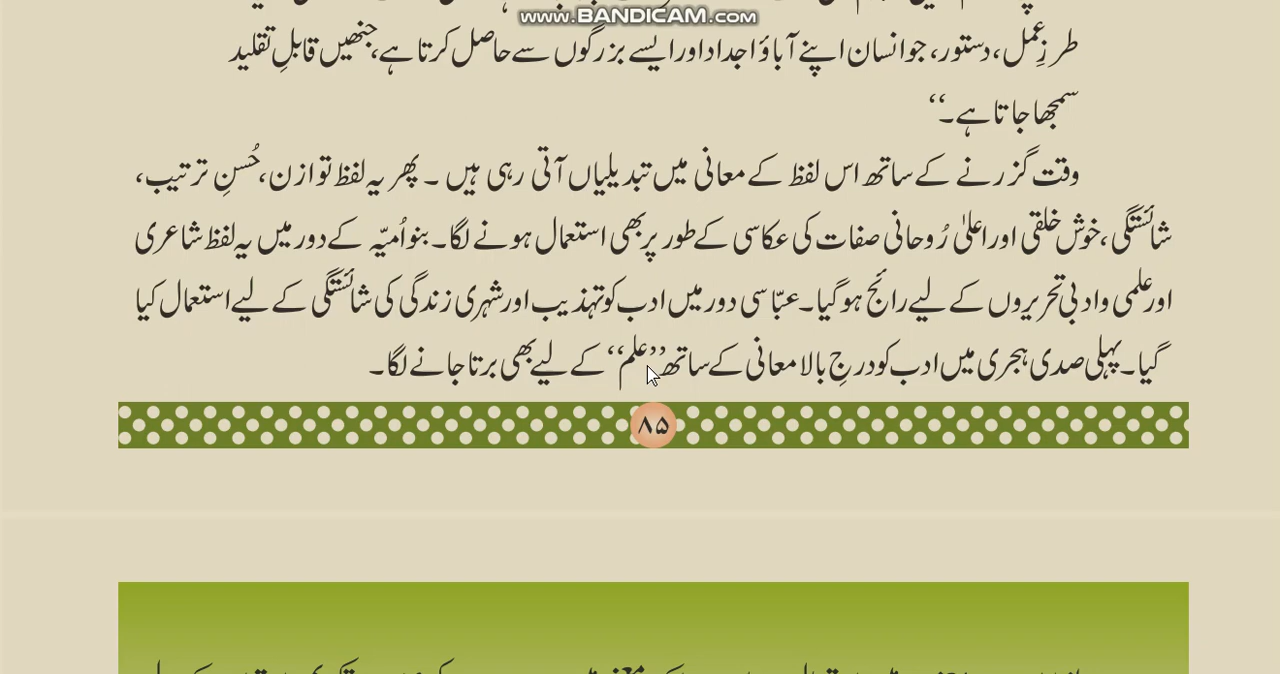 www.BANDICAM.com
طرزِ عمل، دستور، جو انسان اپنے آباؤ اجداد اور ایسے بزرگوں سے حاصل کرتا ہے، جنھیں قابلِ تقلید
سمجھا جاتا ہے۔‘‘
وقت گزرنے کے ساتھ اس لفظ کے معانی میں تبدیلیاں آتی رہی ہیں ۔ پھر یہ لفظ توازن، حُسنِ ترتیب،
شائستگی، خوش خلقی اور اعلیٰ رُوحانی صفات کی عکاسی کے طور پر بھی استعمال ہونے لگا۔ بنو اُمیّہ کے دور میں یہ لفظ شاعری
اور علمی و ادبی تحریروں کے لیے رائج ہو گیا۔ عبّاسی دور میں ادب کو تہذیب اور شہری زندگی کی شائستگی کے لیے استعمال کیا
گیا۔ پہلی صدی ہجری میں ادب کو درجِ بالا معانی کے ساتھ ’’علم‘‘ کے لیے بھی برتا جانے لگا۔
۸۵